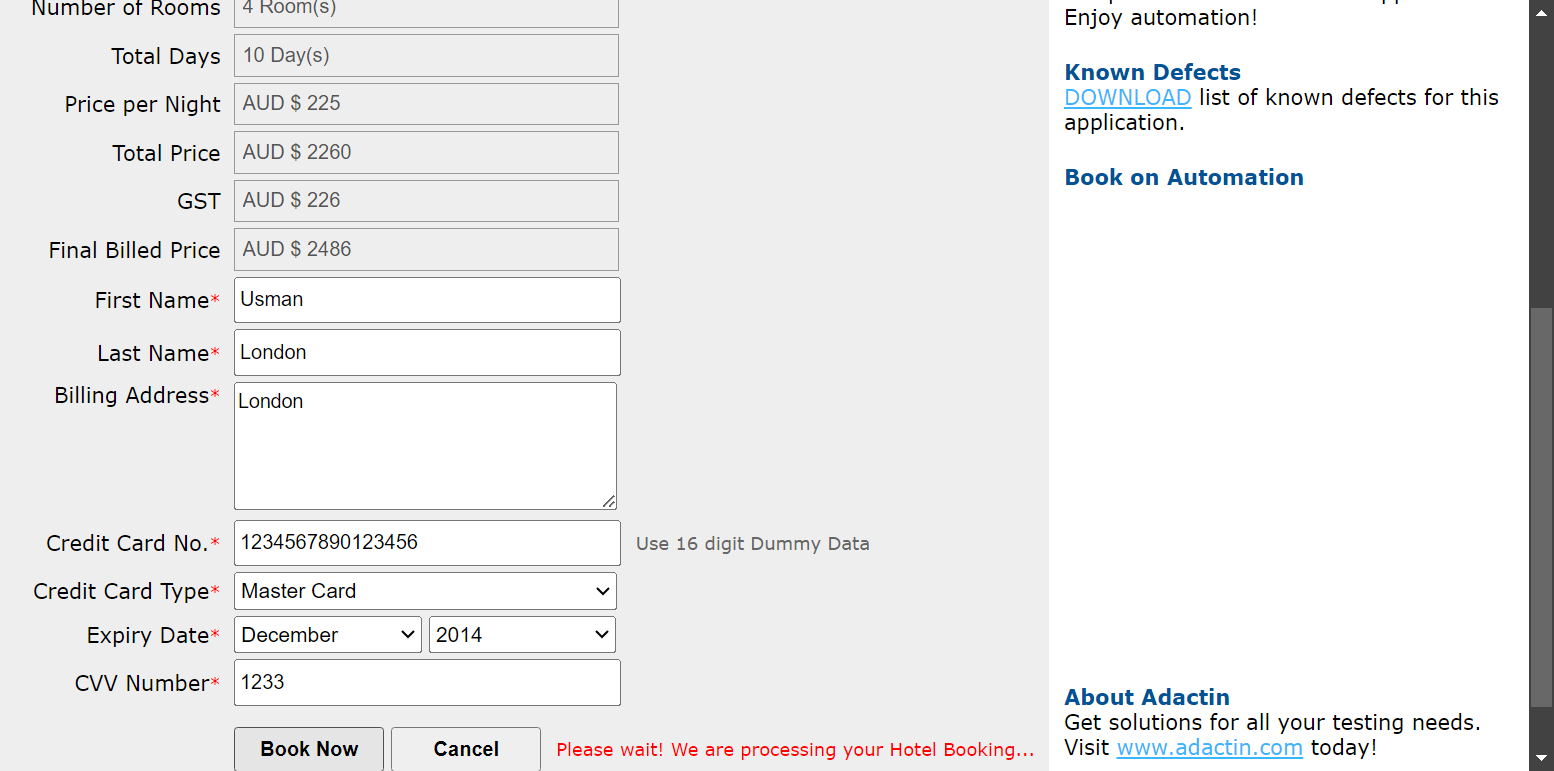 Number of Rooms 4 Room(s)
Total Days 10 Day(s)
Price per Night AUD $ 225
Total Price AUD $ 2260
GST AUD $ 226
Final Billed Price AUD $ 2486
First Name* Usman
Last Name* London
Billing Address* London
Credit Card No.* 1234567890123456 Use 16 digit Dummy Data
Credit Card Type* Master Card
Expiry Date* December 2014
CVV Number* 1233
Book Now Cancel Please wait! We are processing your Hotel Booking...
Enjoy automation!
Known Defects
DOWNLOAD list of known defects for this
application.
Book on Automation
About Adactin
Get solutions for all your testing needs.
Visit www.adactin.com today!